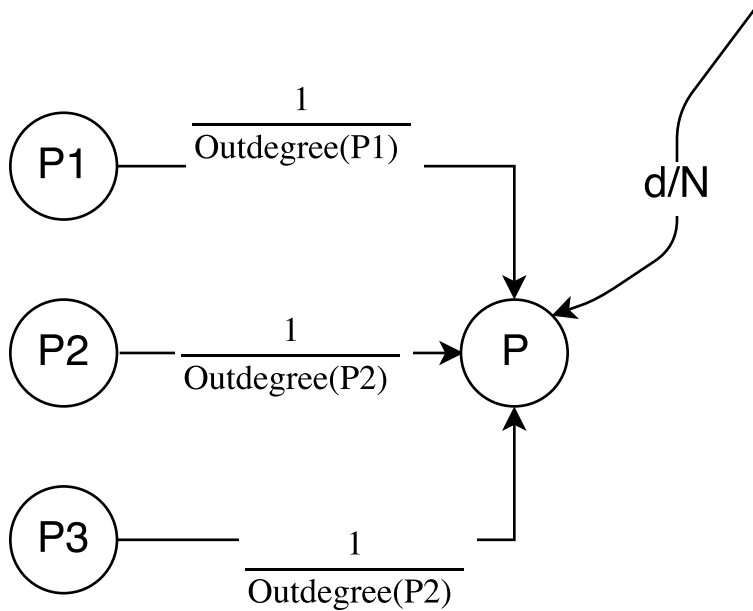 1
Outdegree(P1)
P1
d/N
1
Outdegree(P2)
P2
P
P3
1
Outdegree(P2)